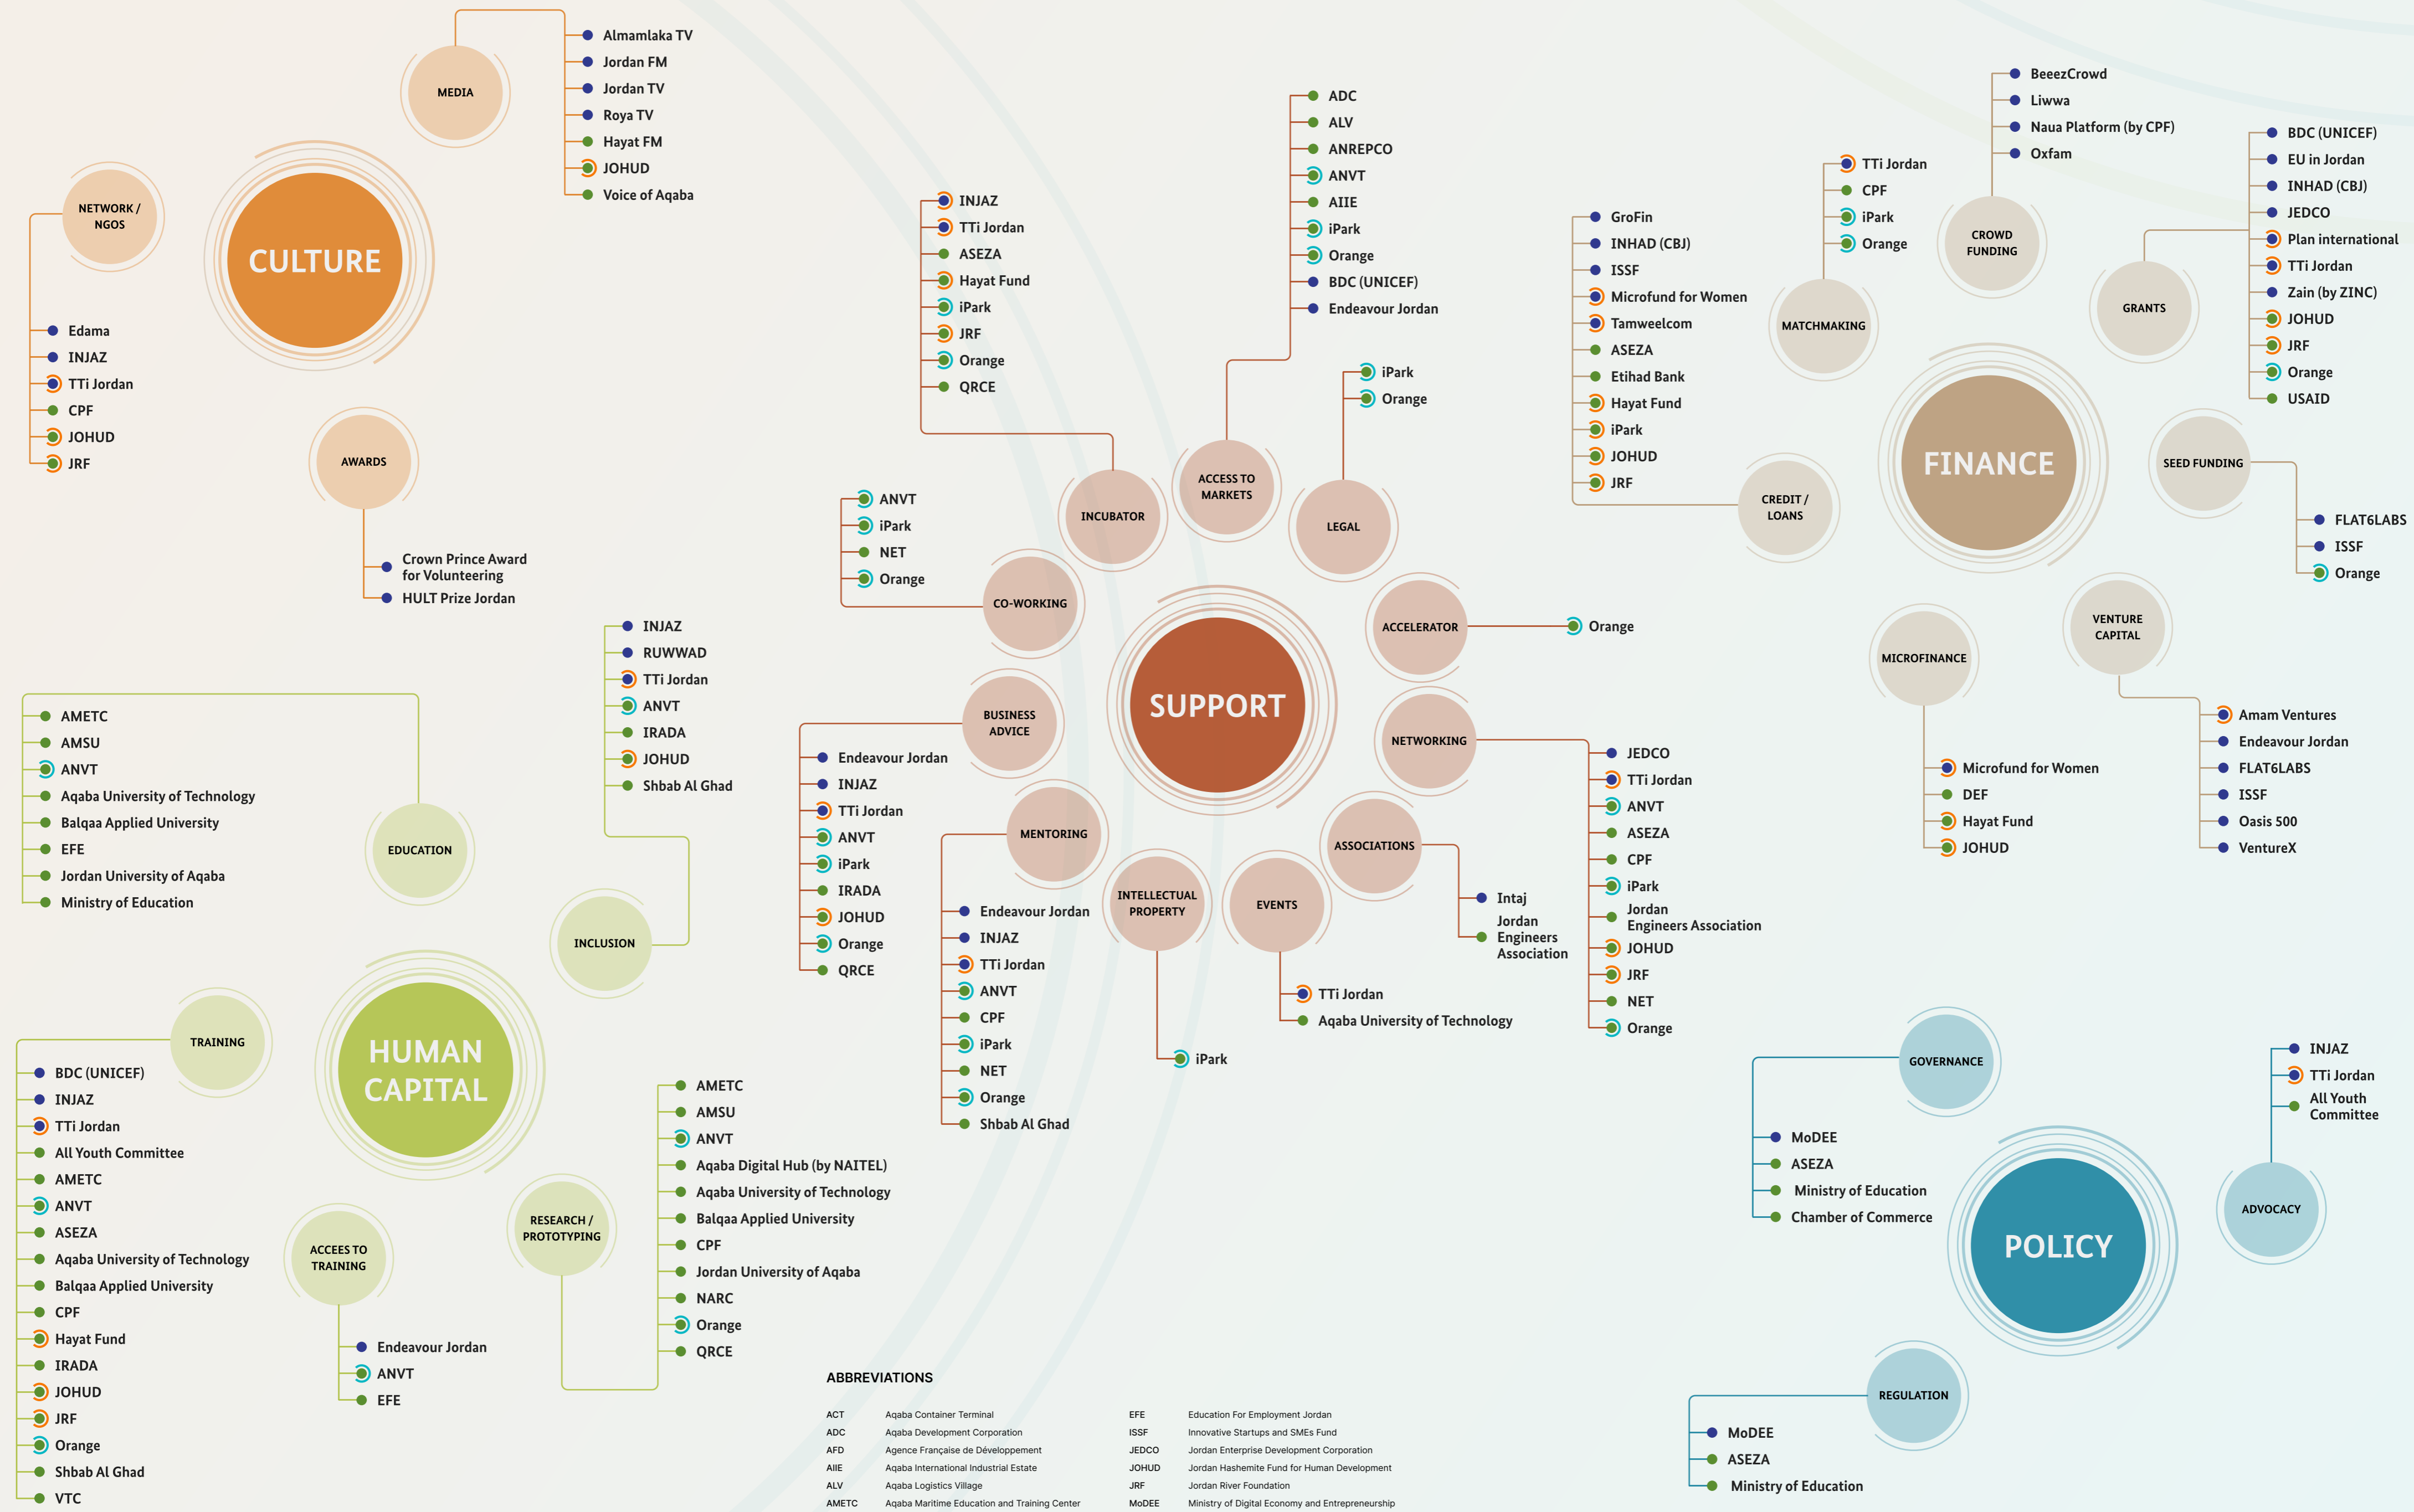 CULTURE
MEDIA
Almamlaka TV
Jordan FM
Jordan TV
Roya TV
Hayat FM
JOHUD
Voice of Aqaba
NETWORK /
NGOS
Edama
INJAZ
TTi Jordan
CPF
JOHUD
JRF
AWARDS
Crown Prince Award
for Volunteering
HULT Prize Jordan
HUMAN
CAPITAL
EDUCATION
AMETC
AMSU
ANVT
Aqaba University of Technology
Balqaa Applied University
EFE
Jordan University of Aqaba
Ministry of Education
INCLUSION
INJAZ
RUWWAD
TTi Jordan
ANVT
IRADA
JOHUD
Shbab Al Ghad
TRAINING
BDC (UNICEF)
INJAZ
TTi Jordan
All Youth Committee
AMETC
ANVT
ASEZA
Aqaba University of Technology
Balqaa Applied University
CPF
Hayat Fund
IRADA
JOHUD
JRF
Orange
Shbab Al Ghad
VTC
ACCEES TO
TRAINING
Endeavour Jordan
ANVT
EFE
RESEARCH /
PROTOTYPING
AMETC
AMSU
ANVT
Aqaba Digital Hub (by NAITEL)
Aqaba University of Technology
Balqaa Applied University
CPF
Jordan University of Aqaba
NARC
Orange
QRCE
SUPPORT
INCUBATOR
INJAZ
TTi Jordan
ASEZA
Hayat Fund
iPark
JRF
Orange
QRCE
ACCESS TO
MARKETS
ADC
ALV
ANREPCO
ANVT
AIIE
iPark
Orange
BDC (UNICEF)
Endeavour Jordan
LEGAL
iPark
Orange
CO-WORKING
ANVT
iPark
NET
Orange
ACCELERATOR
Orange
BUSINESS
ADVICE
Endeavour Jordan
INJAZ
TTi Jordan
ANVT
iPark
IRADA
JOHUD
Orange
QRCE
MENTORING
Endeavour Jordan
INJAZ
TTi Jordan
ANVT
CPF
iPark
NET
Orange
Shbab Al Ghad
INTELLECTUAL
PROPERTY
iPark
EVENTS
TTi Jordan
Aqaba University of Technology
ASSOCIATIONS
Intaj
Jordan
Engineers
Association
NETWORKING
JEDCO
TTi Jordan
ANVT
ASEZA
CPF
iPark
Jordan
Engineers Association
JOHUD
JRF
NET
Orange
FINANCE
CREDIT /
LOANS
GroFin
INHAD (CBJ)
ISSF
Microfund for Women
Tamweelcom
ASEZA
Etihad Bank
Hayat Fund
iPark
JOHUD
JRF
MATCHMAKING
TTi Jordan
CPF
iPark
Orange
CROWD
FUNDING
BeeezCrowd
Liwwa
Naua Platform (by CPF)
Oxfam
GRANTS
BDC (UNICEF)
EU in Jordan
INHAD (CBJ)
JEDCO
Plan international
TTi Jordan
Zain (by ZINC)
JOHUD
JRF
Orange
USAID
SEED FUNDING
FLAT6LABS
ISSF
Orange
VENTURE
CAPITAL
Amam Ventures
Endeavour Jordan
FLAT6LABS
ISSF
Oasis 500
VentureX
MICROFINANCE
Microfund for Women
DEF
Hayat Fund
JOHUD
POLICY
GOVERNANCE
MoDEE
ASEZA
Ministry of Education
Chamber of Commerce
ADVOCACY
INJAZ
TTi Jordan
All Youth
Committee
REGULATION
MoDEE
ASEZA
Ministry of Education
ABBREVIATIONS
ACT Aqaba Container Terminal
ADC Aqaba Development Corporation
AFD Agence Française de Développement
AIIE Aqaba International Industrial Estate
ALV Aqaba Logistics Village
AMETC Aqaba Maritime Education and Training Center
EFE Education For Employment Jordan
ISSF Innovative Startups and SMEs Fund
JEDCO Jordan Enterprise Development Corporation
JOHUD Jordan Hashemite Fund for Human Development
JRF Jordan River Foundation
MoDEE Ministry of Digital Economy and Entrepreneurship